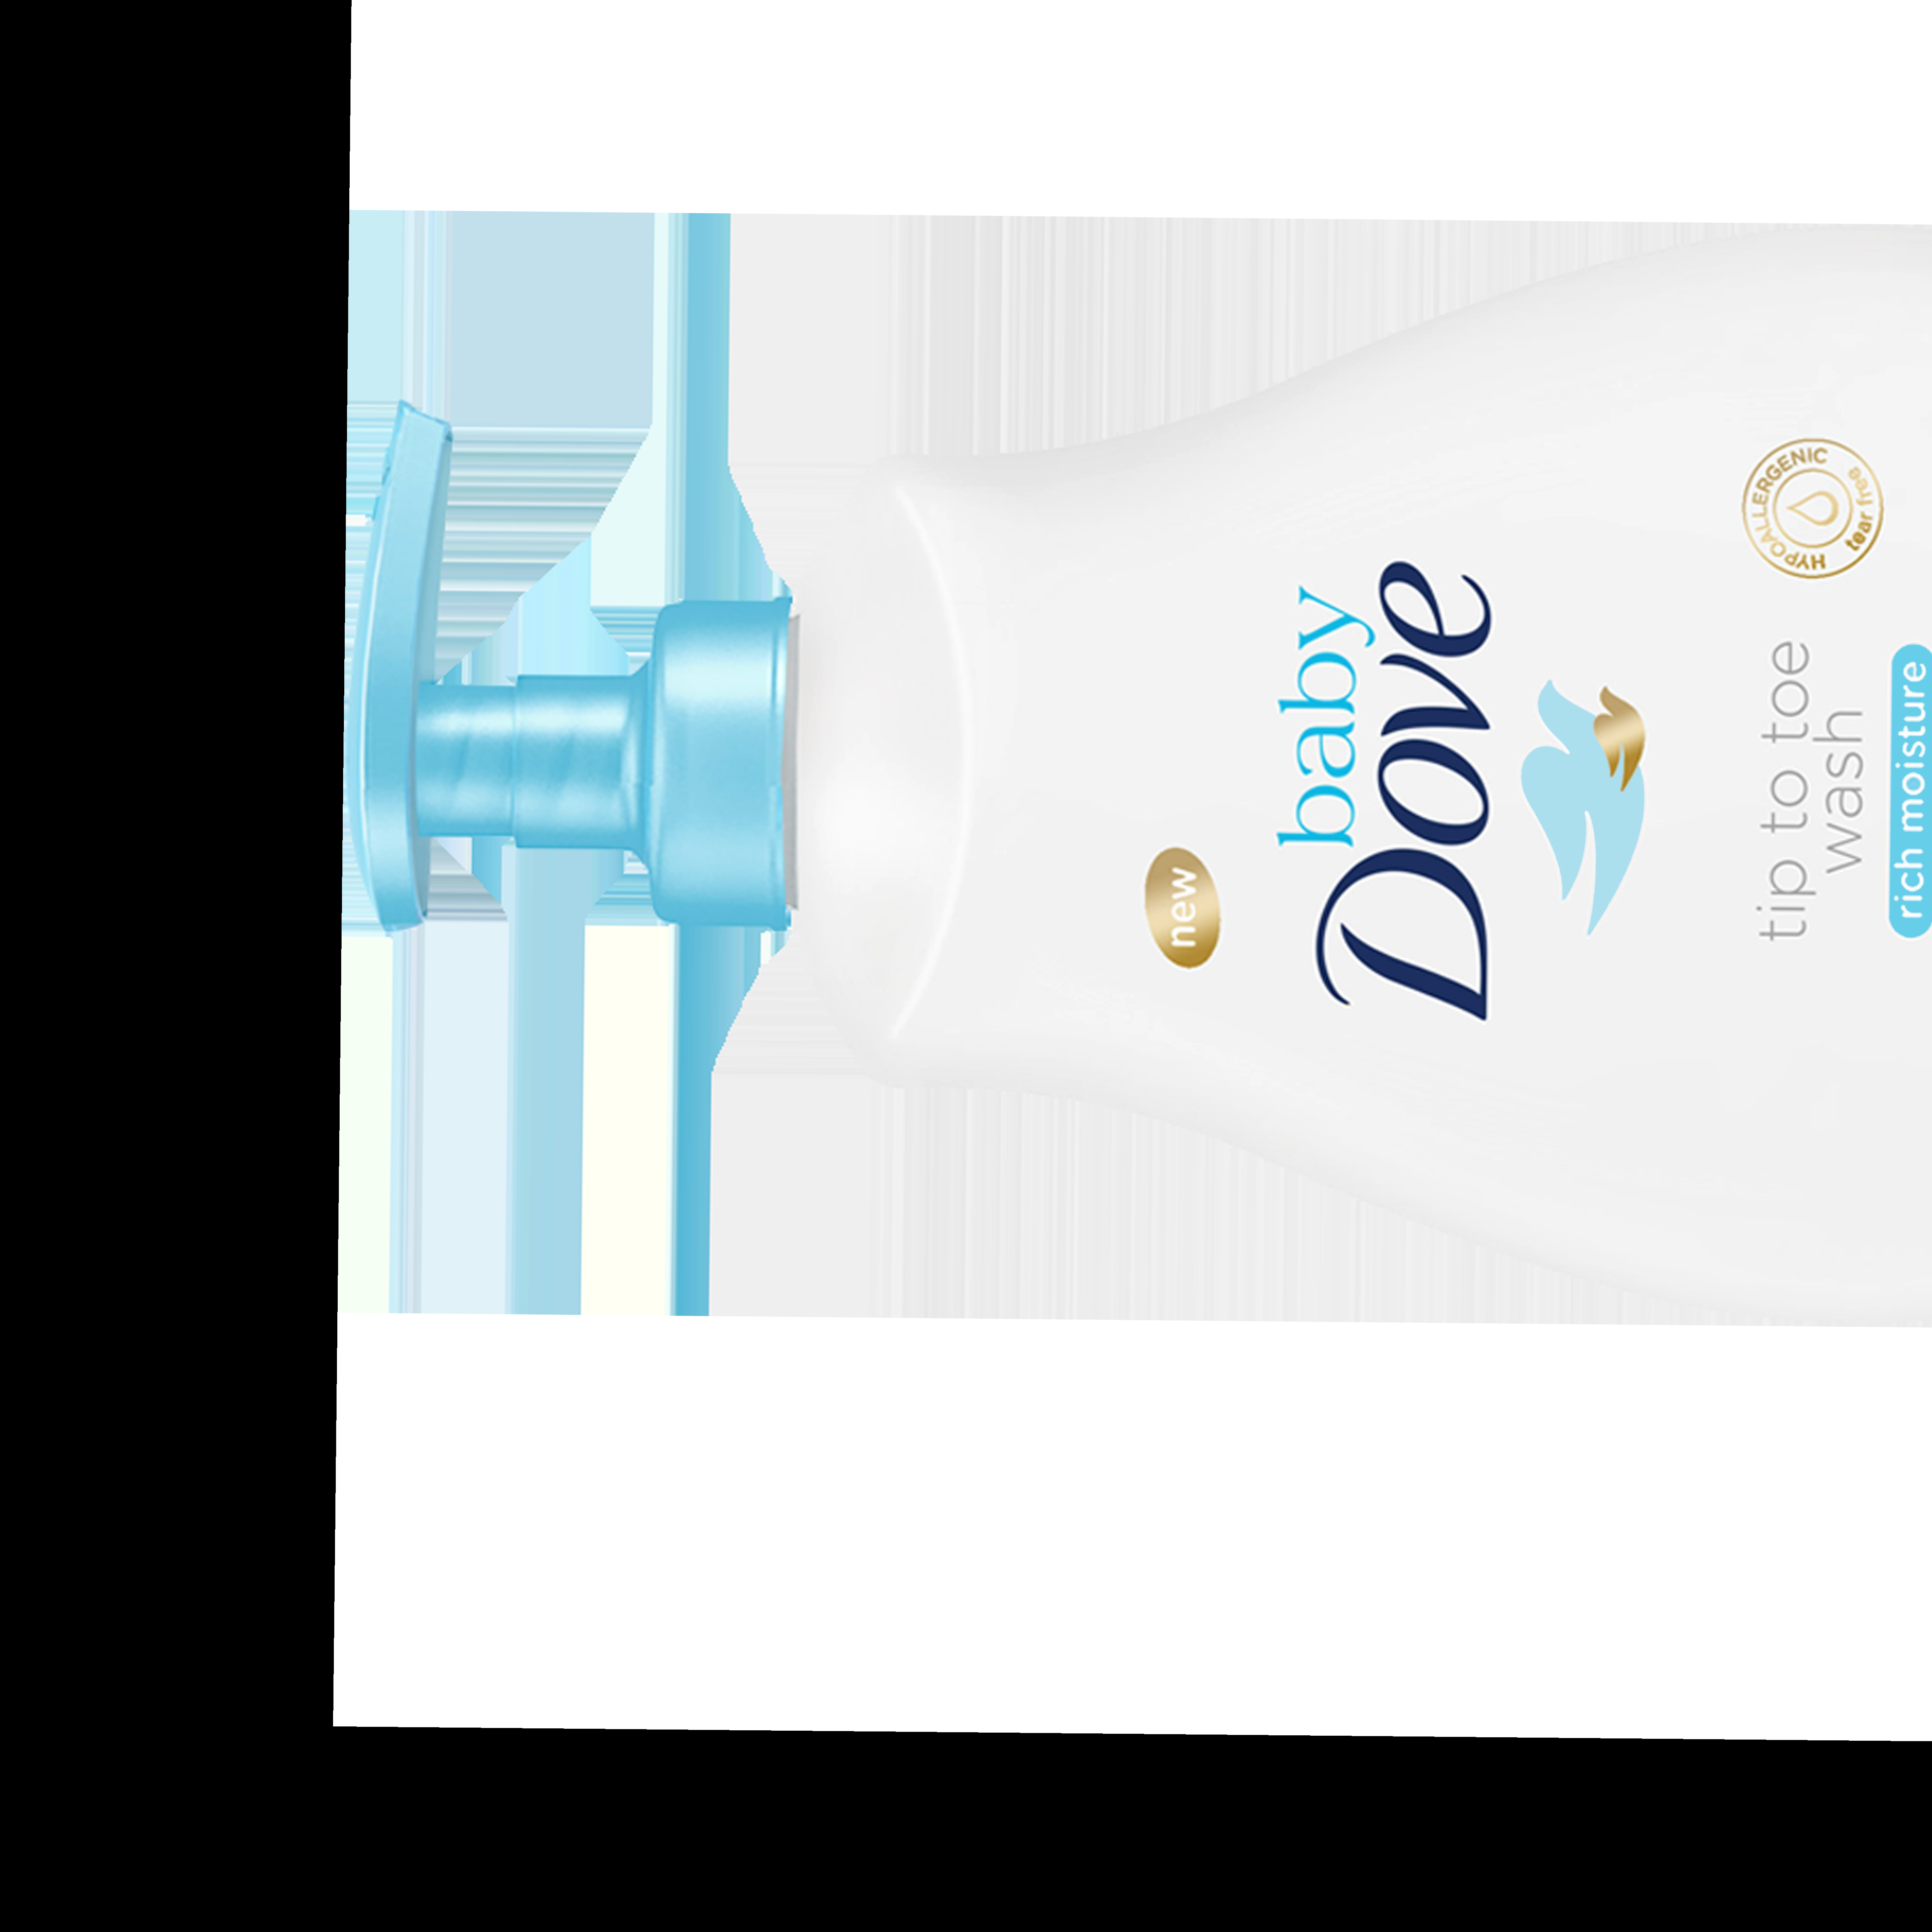 new
baby
Dove
HYPOALLERGENIC
tear free
tip to toe
wash
rich moisture